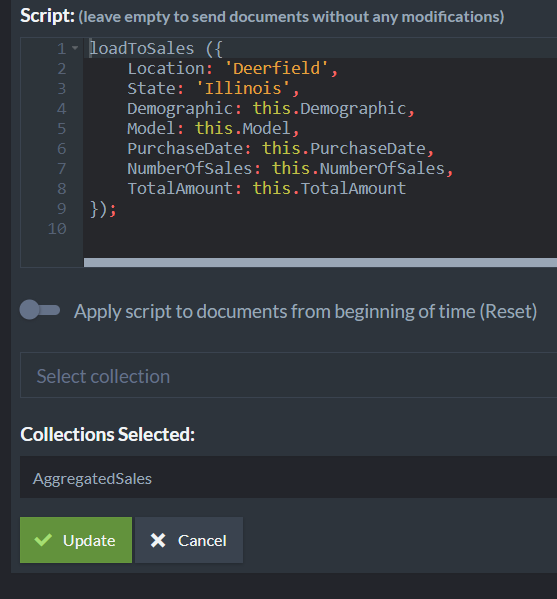 Script: (leave empty to send documents without any modifications)
1 loadToSales ({
2 Location: 'Deerfield',
3 State: 'Illinois',
4 Demographic: this.Demographic,
5 Model: this.Model,
6 PurchaseDate: this.PurchaseDate,
7 NumberOfSales: this.NumberOfSales,
8 TotalAmount: this.TotalAmount
9 });
10
Apply script to documents from beginning of time (Reset)
Select collection
Collections Selected:
AggregatedSales
Update Cancel